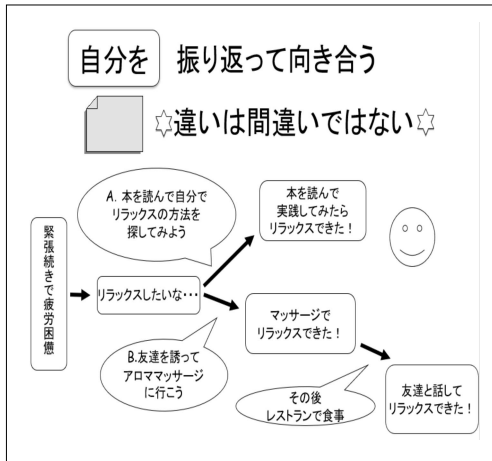 自分を 振り返って向き合う
☆違いは間違いではない☆
A. 本を読んで自分で
リラックスの方法を
探してみよう
本を読んで
実践してみたら
リラックスできた！
緊張続きで疲労困憊
リラックスしたいな・・・
マッサージで
リラックスできた！
B.友達を誘って
アロママッサージ
に行こう
その後
レストランで食事
友達と話して
リラックスできた！